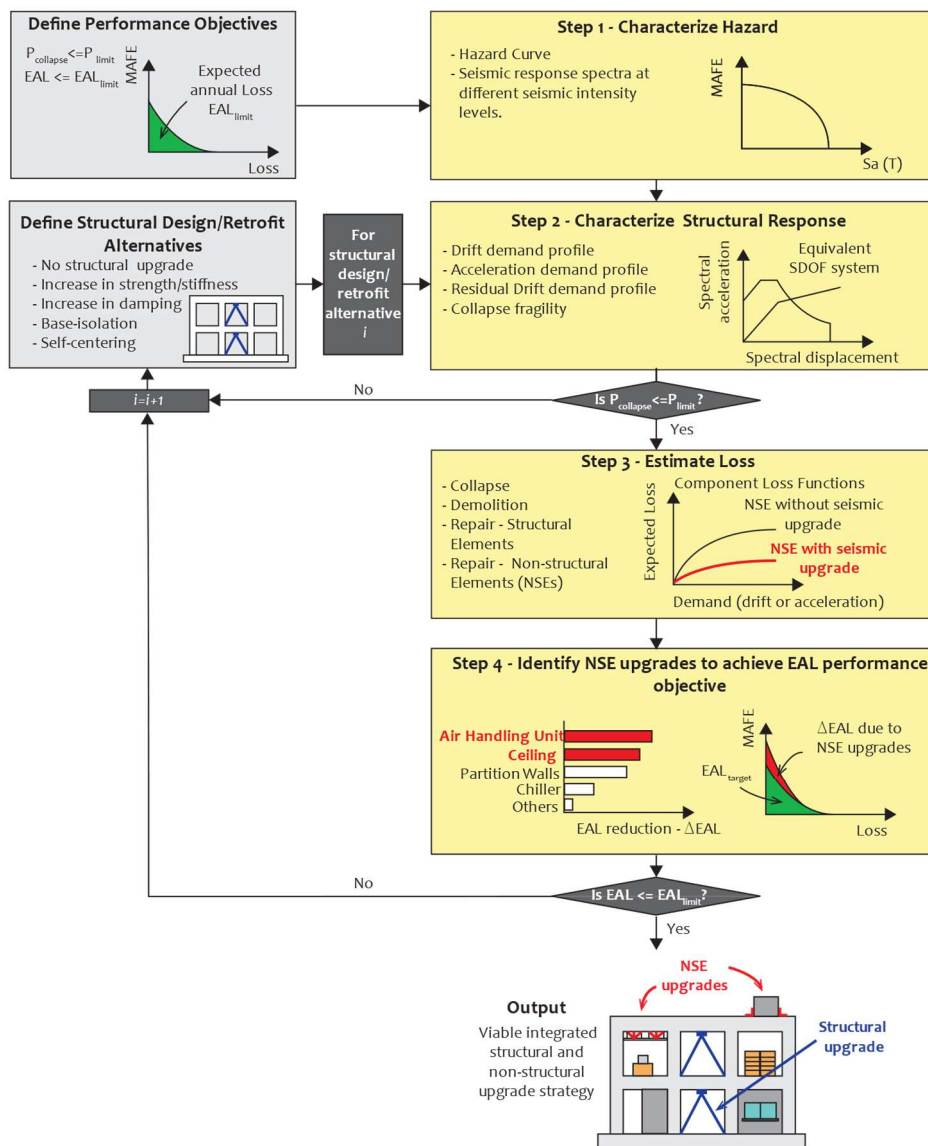 Define Performance Objectives
Pcollapse<=Plimit
EAL <= EALlimit
MAFE
Expected
annual Loss
EALlimit
Loss
Step 1 - Characterize Hazard
- Hazard Curve
- Seismic response spectra at
different seismic intensity
levels.
MAFE
Sa (T)
Define Structural Design/Retrofit
Alternatives
- No structural upgrade
- Increase in strength/stiffness
- Increase in damping
- Base-isolation
- Self-centering
For
structural
design/
retrofit
alternative
i
Step 2 - Characterize Structural Response
- Drift demand profile
- Acceleration demand profile
- Residual Drift demand profile
- Collapse fragility
Spectral
acceleration
Equivalent
SDOF system
Spectral displacement
i=i+1
No
Is Pcollapse<=Plimit?
Yes
Step 3 - Estimate Loss
- Collapse
- Demolition
- Repair - Structural
Elements
- Repair - Non-structural
Elements (NSEs)
Expected Loss
Component Loss Functions
NSE without seismic
upgrade
NSE with seismic
upgrade
Demand (drift or acceleration)
Step 4 - Identify NSE upgrades to achieve EAL performance
objective
Air Handling Unit
Ceiling
Partition Walls
Chiller
Others
EAL reduction - ΔEAL
MAFE
ΔEAL due to
NSE upgrades
EALtarget
Loss
No
Is EAL <= EALlimit?
Yes
Output
Viable integrated
structural and
non-structural
upgrade strategy
NSE
upgrades
Structural
upgrade